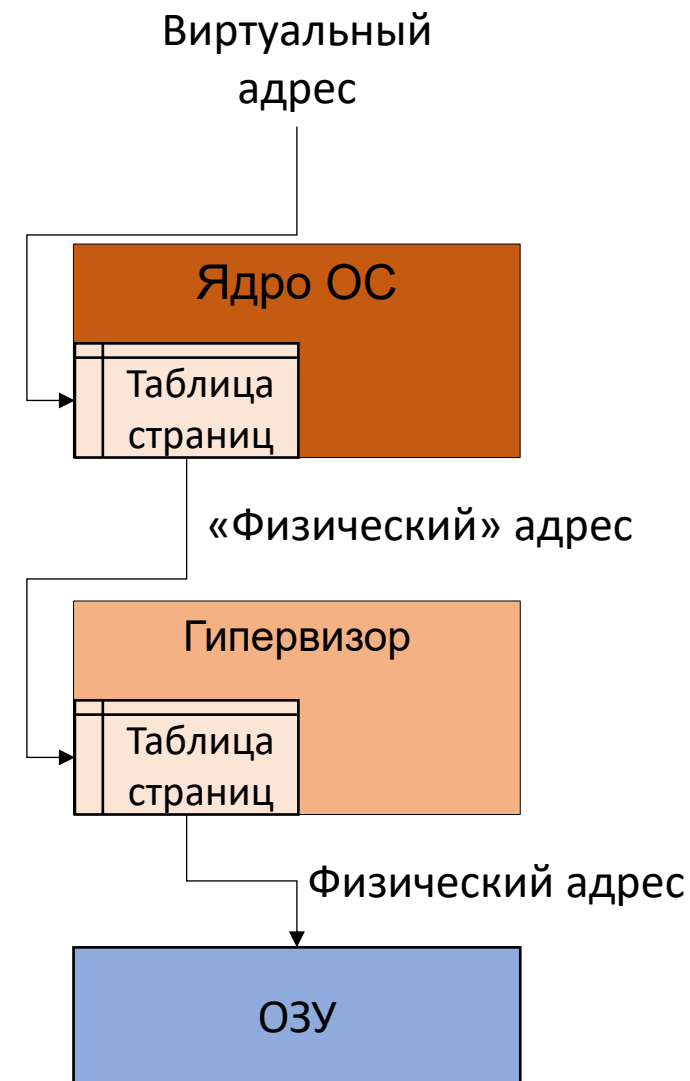 Виртуальный
адрес
Ядро ОС
Таблица
страниц
«Физический» адрес
Гипервизор
Таблица
страниц
Физический адрес
ОЗУ